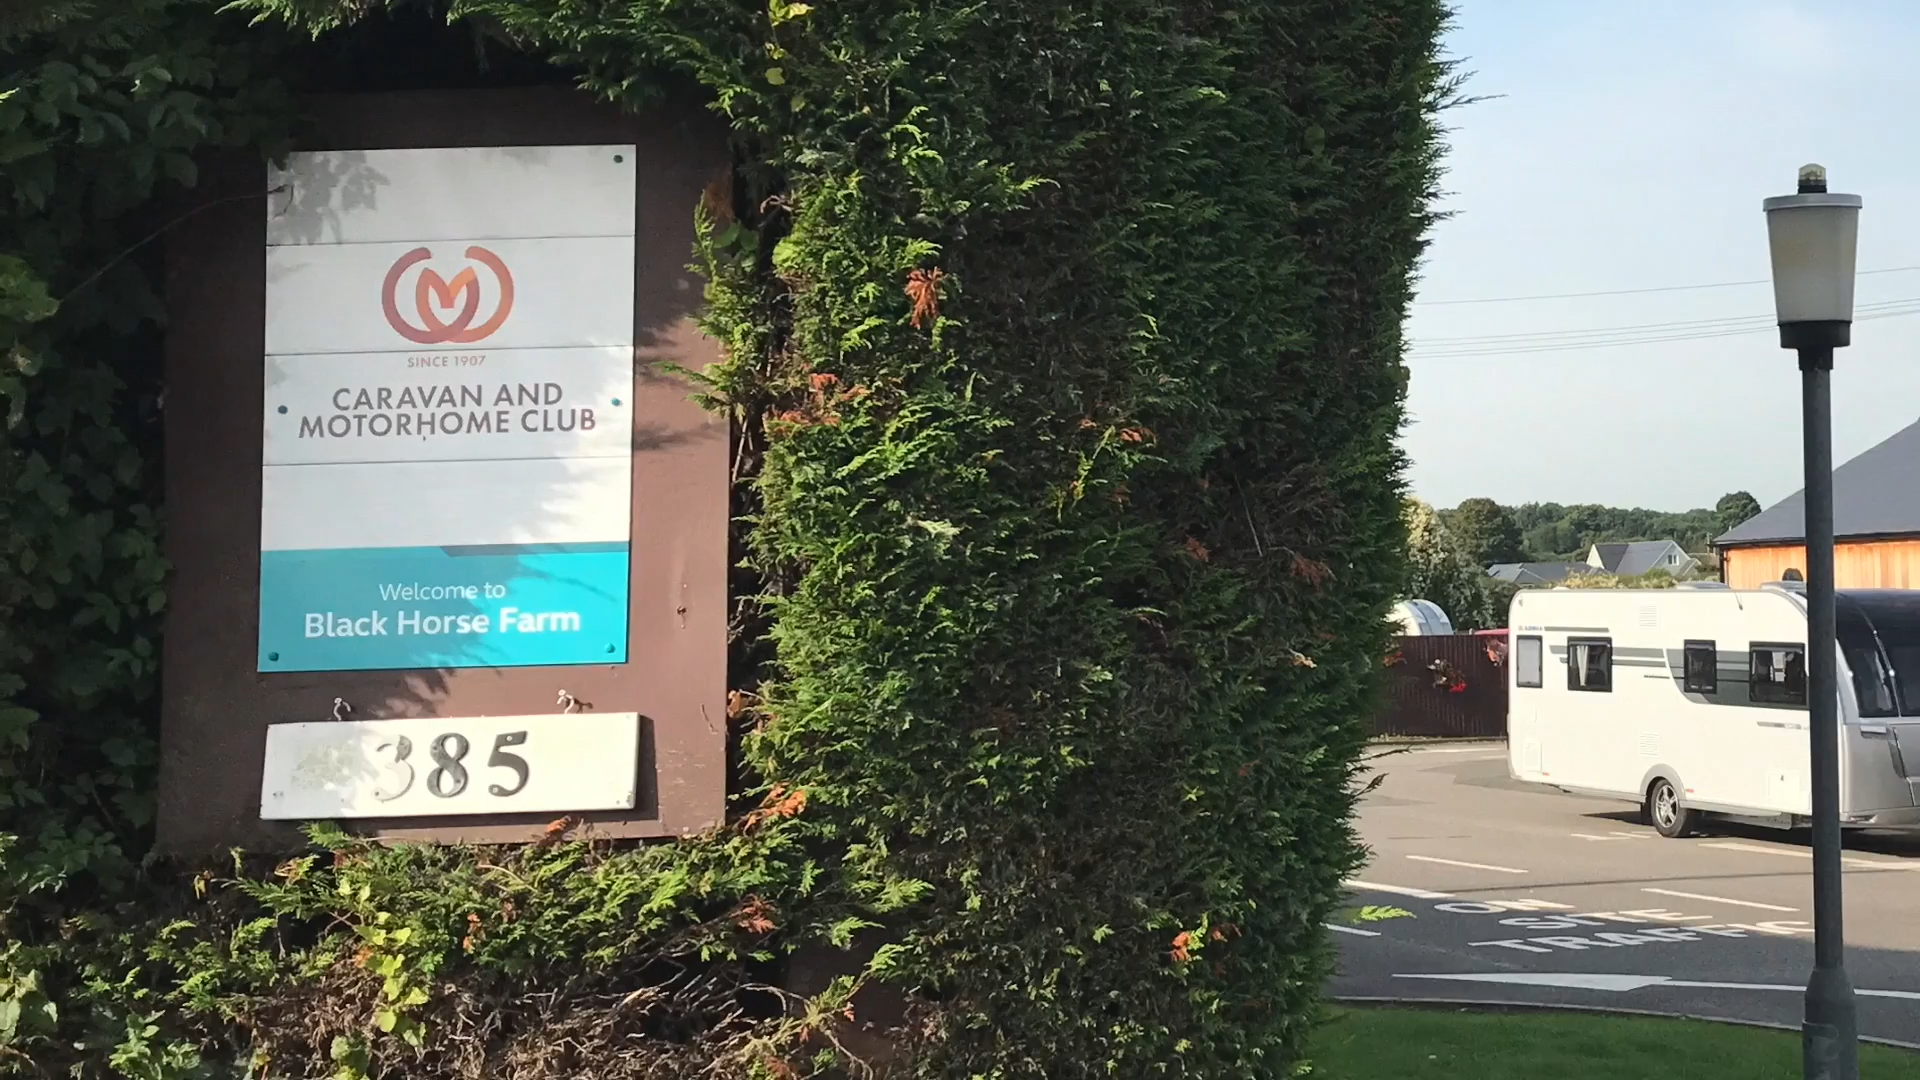 SINCE 1907
CARAVAN AND
MOTORHOME CLUB
Welcome to
Black Horse Farm
385
ON
SITE
TRAFFIC